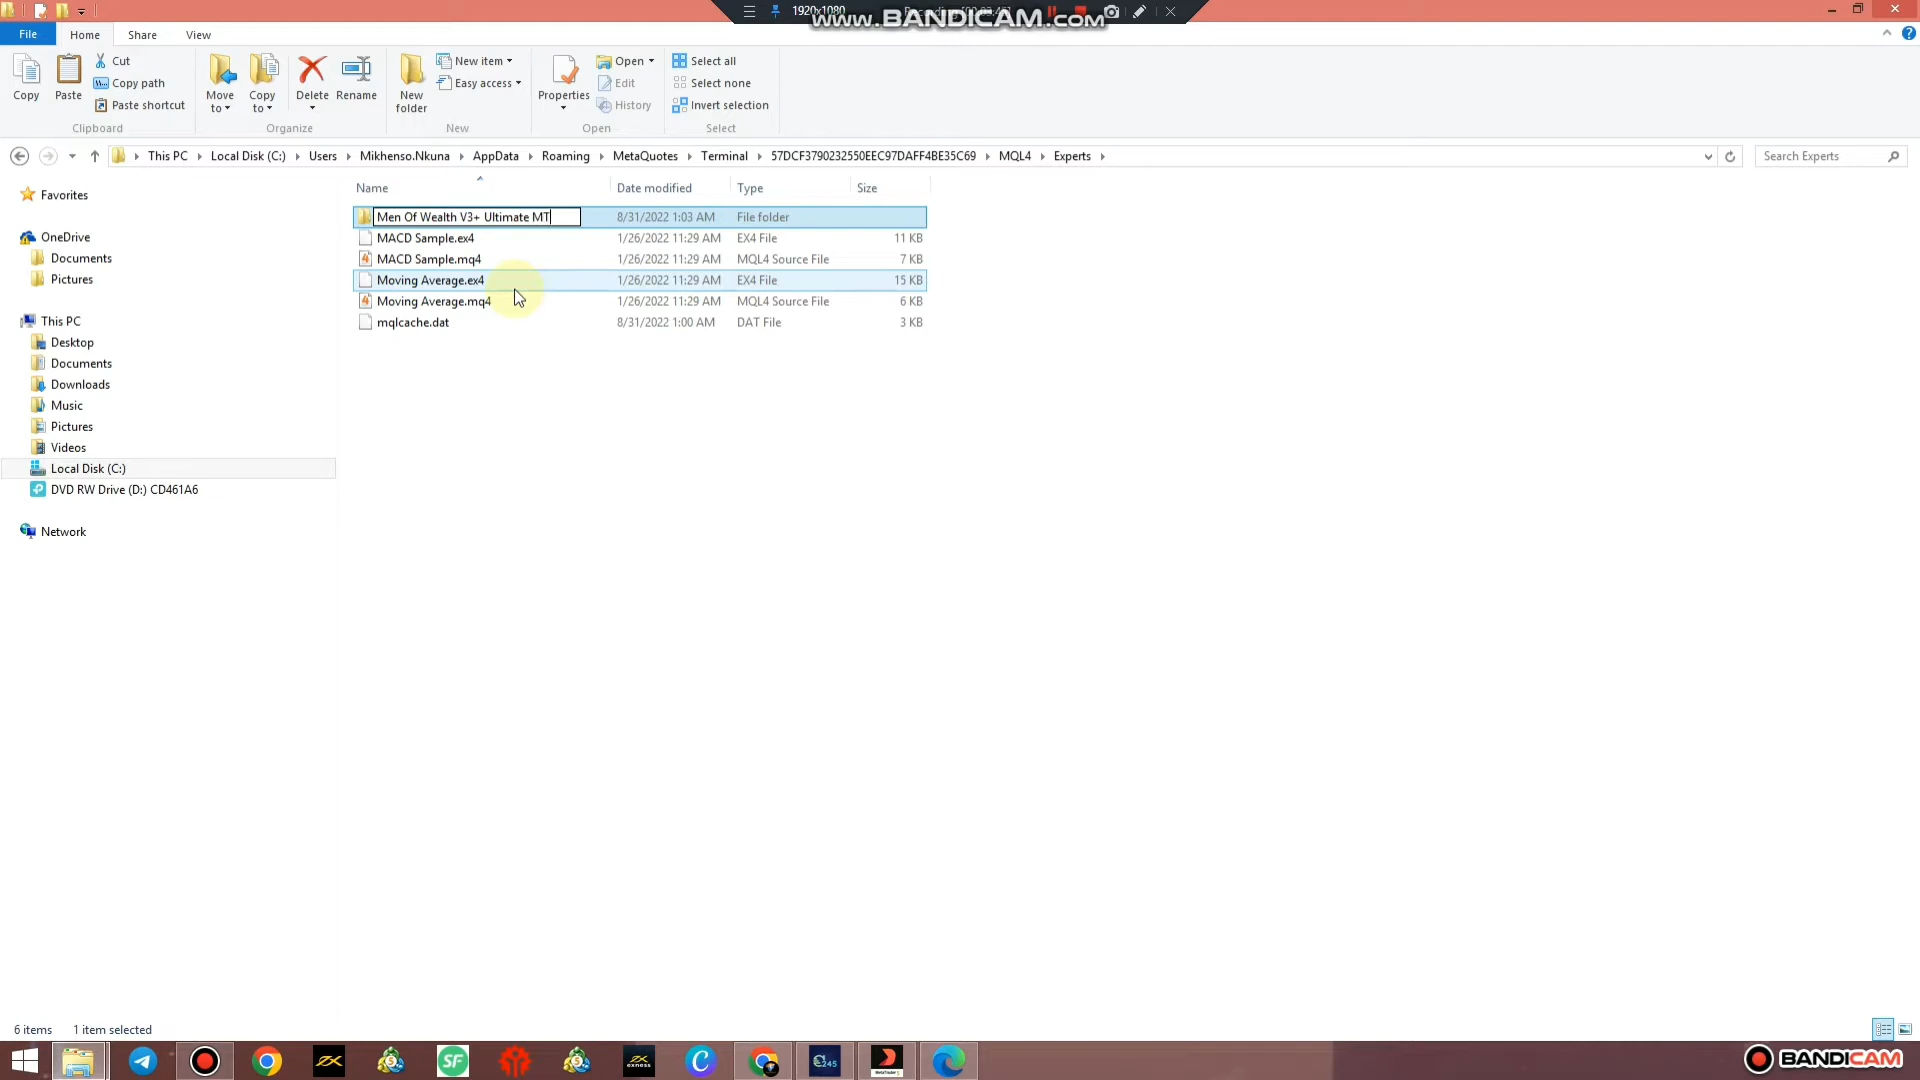 1920x1080
www.BANDICAM.com
File Home Share View
Copy
Paste
Cut
Copy path
Paste shortcut
Clipboard
Move to
Copy to
Delete
Rename
Organize
New folder
New item
Easy access
New
Properties
Open
Edit
History
Open
Select all
Select none
Invert selection
Select
This PC Local Disk (C:) Users Mikhenso.Nkuna AppData Roaming MetaQuotes Terminal 57DCF3790232550EEC97DAFF4BE35C69 MQL4 Experts
Search Experts
Name Date modified Type Size
Men Of Wealth V3+ Ultimate MT 8/31/2022 1:03 AM File folder
MACD Sample.ex4 1/26/2022 11:29 AM EX4 File 11 KB
MACD Sample.mq4 1/26/2022 11:29 AM MQL4 Source File 7 KB
Moving Average.ex4 1/26/2022 11:29 AM EX4 File 15 KB
Moving Average.mq4 1/26/2022 11:29 AM MQL4 Source File 6 KB
mqlcache.dat 8/31/2022 1:00 AM DAT File 3 KB
Favorites
OneDrive
Documents
Pictures
This PC
Desktop
Documents
Downloads
Music
Pictures
Videos
Local Disk (C:)
DVD RW Drive (D:) CD461A6
Network
6 items 1 item selected
SF
exness
245
BANDICAM